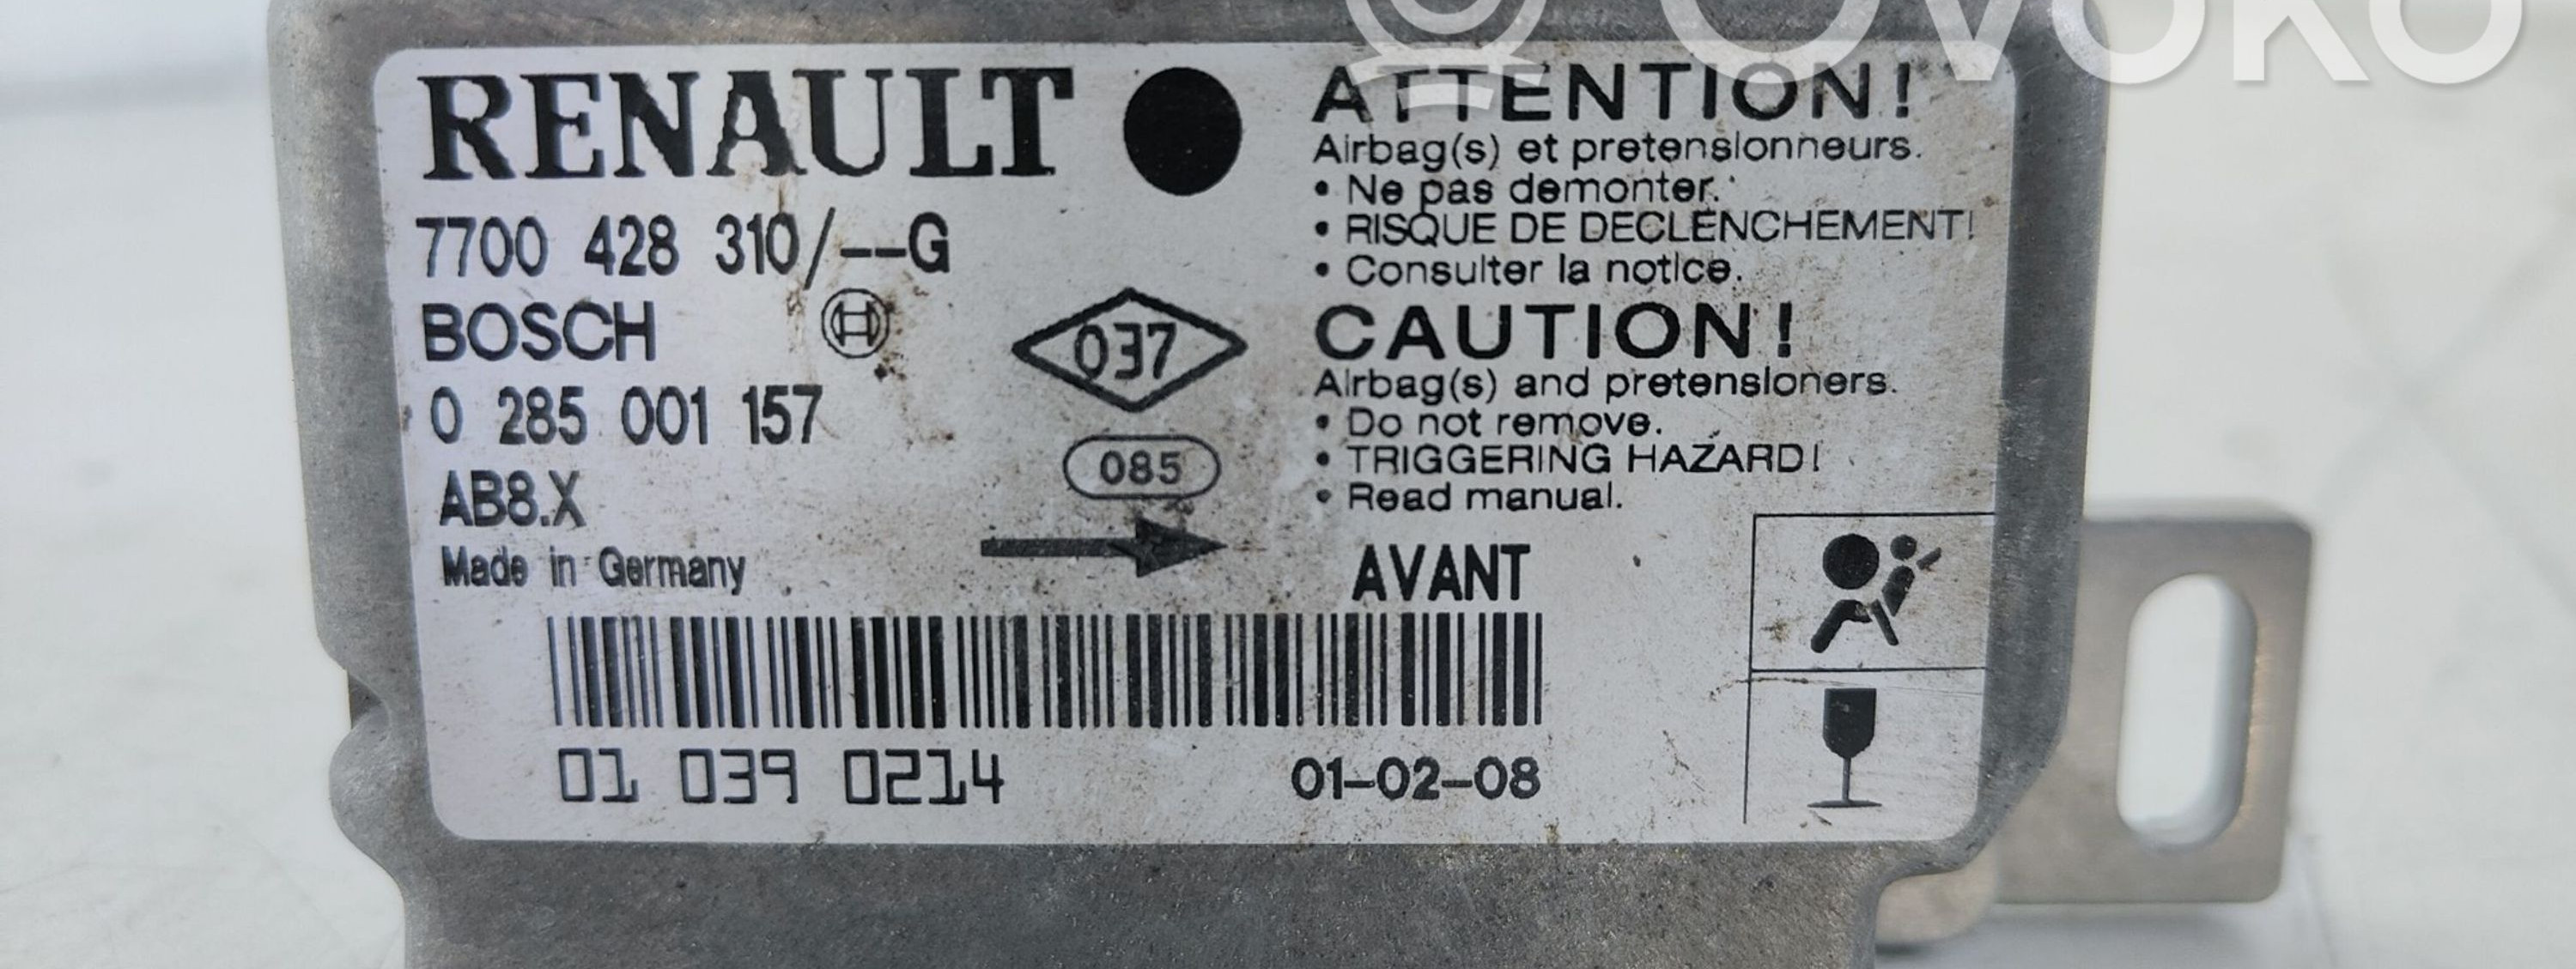 OVOKO
RENAULT
7700 428 310/--G
BOSCH
0 285 001 157
AB8.X
Made in Germany
037
085
ATTENTION!
Airbag(s) et pretensionneurs.
• Ne pas demonter.
• RISQUE DE DECLENCHEMENT!
• Consulter la notice.
CAUTION!
Airbag(s) and pretensioners.
• Do not remove.
• TRIGGERING HAZARD!
• Read manual.
AVANT
01 039 0214
01-02-08